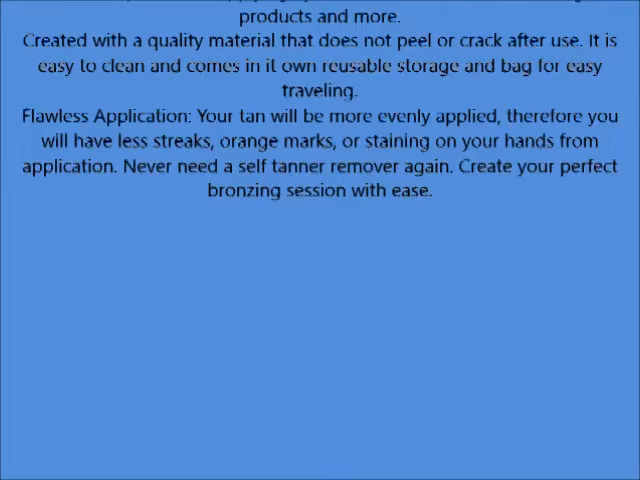 products and more.
Created with a quality material that does not peel or crack after use. It is
easy to clean and comes in it own reusable storage and bag for easy
traveling.
Flawless Application: Your tan will be more evenly applied, therefore you
will have less streaks, orange marks, or staining on your hands from
application. Never need a self tanner remover again. Create your perfect
bronzing session with ease.